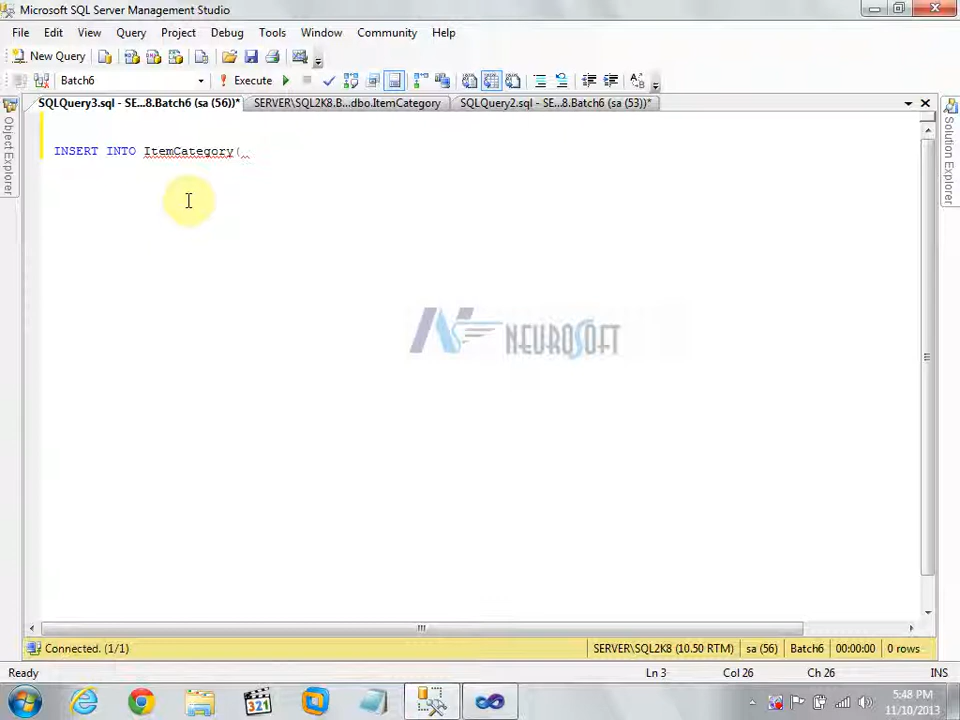 Microsoft SQL Server Management Studio
File Edit View Query Project Debug Tools Window Community Help
New Query
Batch6 Execute
SQLQuery3.sql - SE...8.Batch6 (sa (56))* SERVER\SQL2K8.B...dbo.ItemCategory SQLQuery2.sql - SE...8.Batch6 (sa (53))*
Object Explorer
Solution Explorer
INSERT INTO ItemCategory(
NEUROSOFT
Connected. (1/1) SERVER\SQL2K8 (10.50 RTM) sa (56) Batch6 00:00:00 0 rows
Ready Ln 3 Col 26 Ch 26 INS
321
5:48 PM
11/10/2013